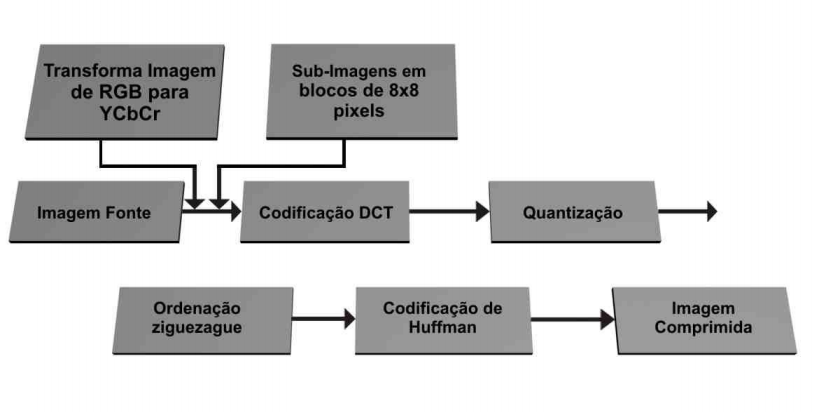 Transforma Imagem
de RGB para
YCbCr
Sub-Imagens em
blocos de 8x8
pixels
Imagem Fonte
Codificação DCT
Quantização
Ordenação
ziguezague
Codificação de
Huffman
Imagem
Comprimida